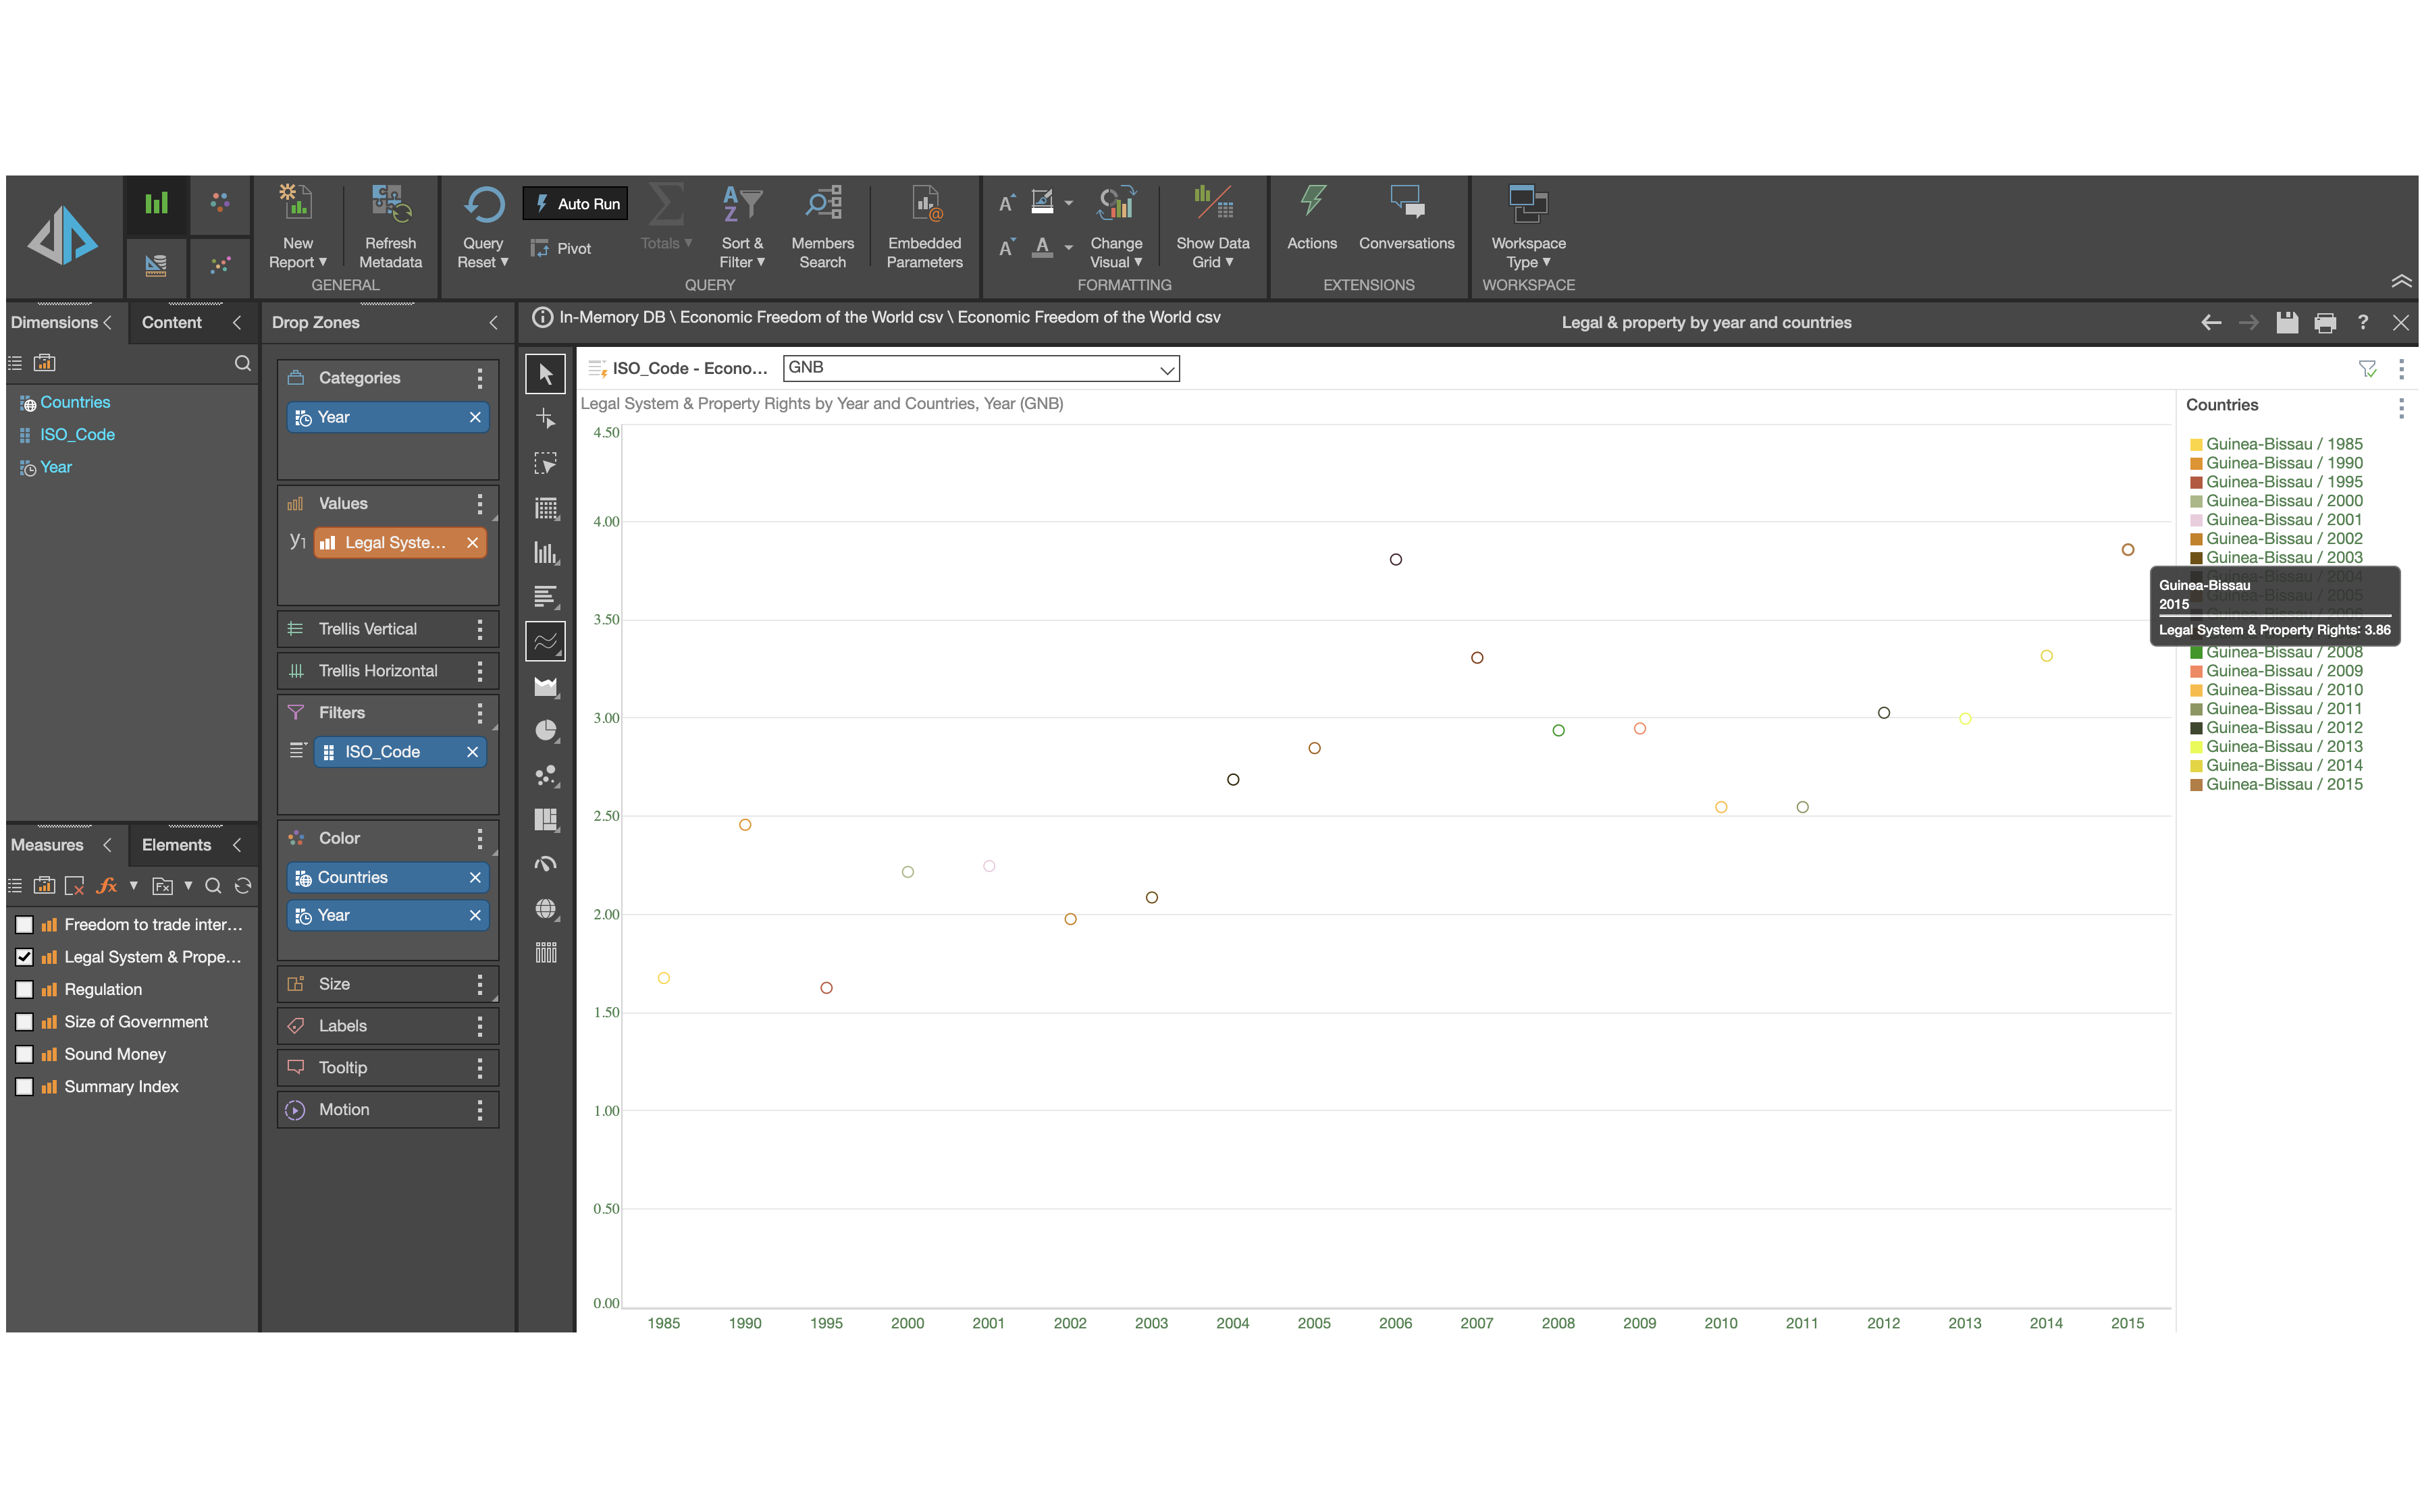 New
Report ▼
Refresh
Metadata
GENERAL
Query
Reset ▼
Auto Run
Pivot
Totals ▼
Sort &
Filter ▼
Members
Search
QUERY
Embedded
Parameters
Change
Visual ▼
Show Data
Grid ▼
FORMATTING
Actions
Conversations
EXTENSIONS
Workspace
Type ▼
WORKSPACE
Dimensions
Content
Drop Zones
In-Memory DB \ Economic Freedom of the World csv \ Economic Freedom of the World csv
Legal & property by year and countries
?
Countries
ISO_Code
Year
Measures
Elements
Freedom to trade inter...
Legal System & Prope...
Regulation
Size of Government
Sound Money
Summary Index
Categories
Year
Values
y1
Legal Syste...
Trellis Vertical
Trellis Horizontal
Filters
ISO_Code
Color
Countries
Year
Size
Labels
Tooltip
Motion
ISO_Code - Econo...
GNB
Legal System & Property Rights by Year and Countries, Year (GNB)
4.50
4.00
3.50
3.00
2.50
2.00
1.50
1.00
0.50
0.00
1985 1990 1995 2000 2001 2002 2003 2004 2005 2006 2007 2008 2009 2010 2011 2012 2013 2014 2015
Countries
Guinea-Bissau / 1985
Guinea-Bissau / 1990
Guinea-Bissau / 1995
Guinea-Bissau / 2000
Guinea-Bissau / 2001
Guinea-Bissau / 2002
Guinea-Bissau / 2003
Guinea-Bissau
2015
Legal System & Property Rights: 3.86
Guinea-Bissau / 2008
Guinea-Bissau / 2009
Guinea-Bissau / 2010
Guinea-Bissau / 2011
Guinea-Bissau / 2012
Guinea-Bissau / 2013
Guinea-Bissau / 2014
Guinea-Bissau / 2015